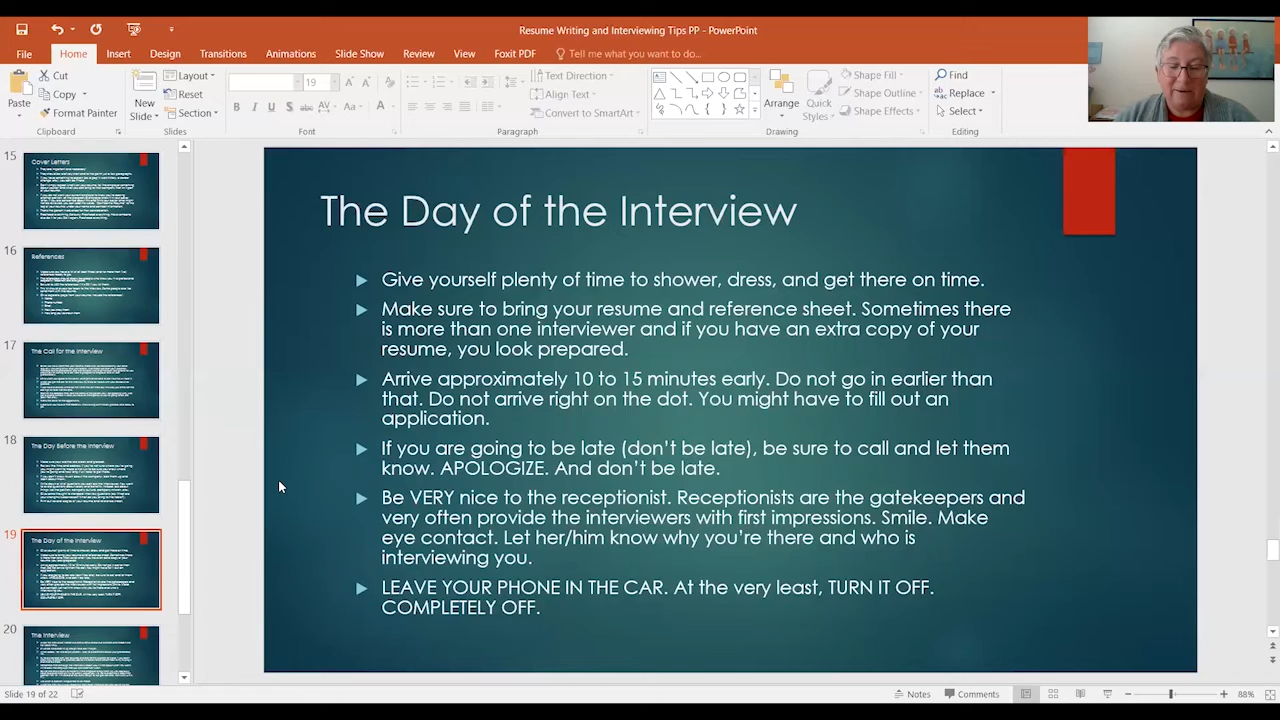 Resume Writing and Interviewing Tips PP - PowerPoint
File Home Insert Design Transitions Animations Slide Show Review View Foxit PDF Tell me what you want to do...
Paste
Cut
Copy
Format Painter
Clipboard
New Slide
Layout
Reset
Section
Slides
19
Font
Paragraph
Text Direction
Align Text
Convert to SmartArt
Arrange
Quick Styles
Shape Fill
Shape Outline
Shape Effects
Drawing
Find
Replace
Select
Editing
15
Cover Letters
16
References
17
The Call for the Interview
18
The Day Before the Interview
19
The Day of the Interview
20
The Interview
The Day of the Interview
Give yourself plenty of time to shower, dress, and get there on time.
Make sure to bring your resume and reference sheet. Sometimes there
is more than one interviewer and if you have an extra copy of your
resume, you look prepared.
Arrive approximately 10 to 15 minutes early. Do not go in earlier than
that. Do not arrive right on the dot. You might have to fill out an
application.
If you are going to be late (don't be late), be sure to call and let them
know. APOLOGIZE. And don't be late.
Be VERY nice to the receptionist. Receptionists are the gatekeepers and
very often provide the interviewers with first impressions. Smile. Make
eye contact. Let her/him know why you're there and who is
interviewing you.
LEAVE YOUR PHONE IN THE CAR. At the very least, TURN IT OFF.
COMPLETELY OFF.
Slide 19 of 22
Notes
Comments
88%